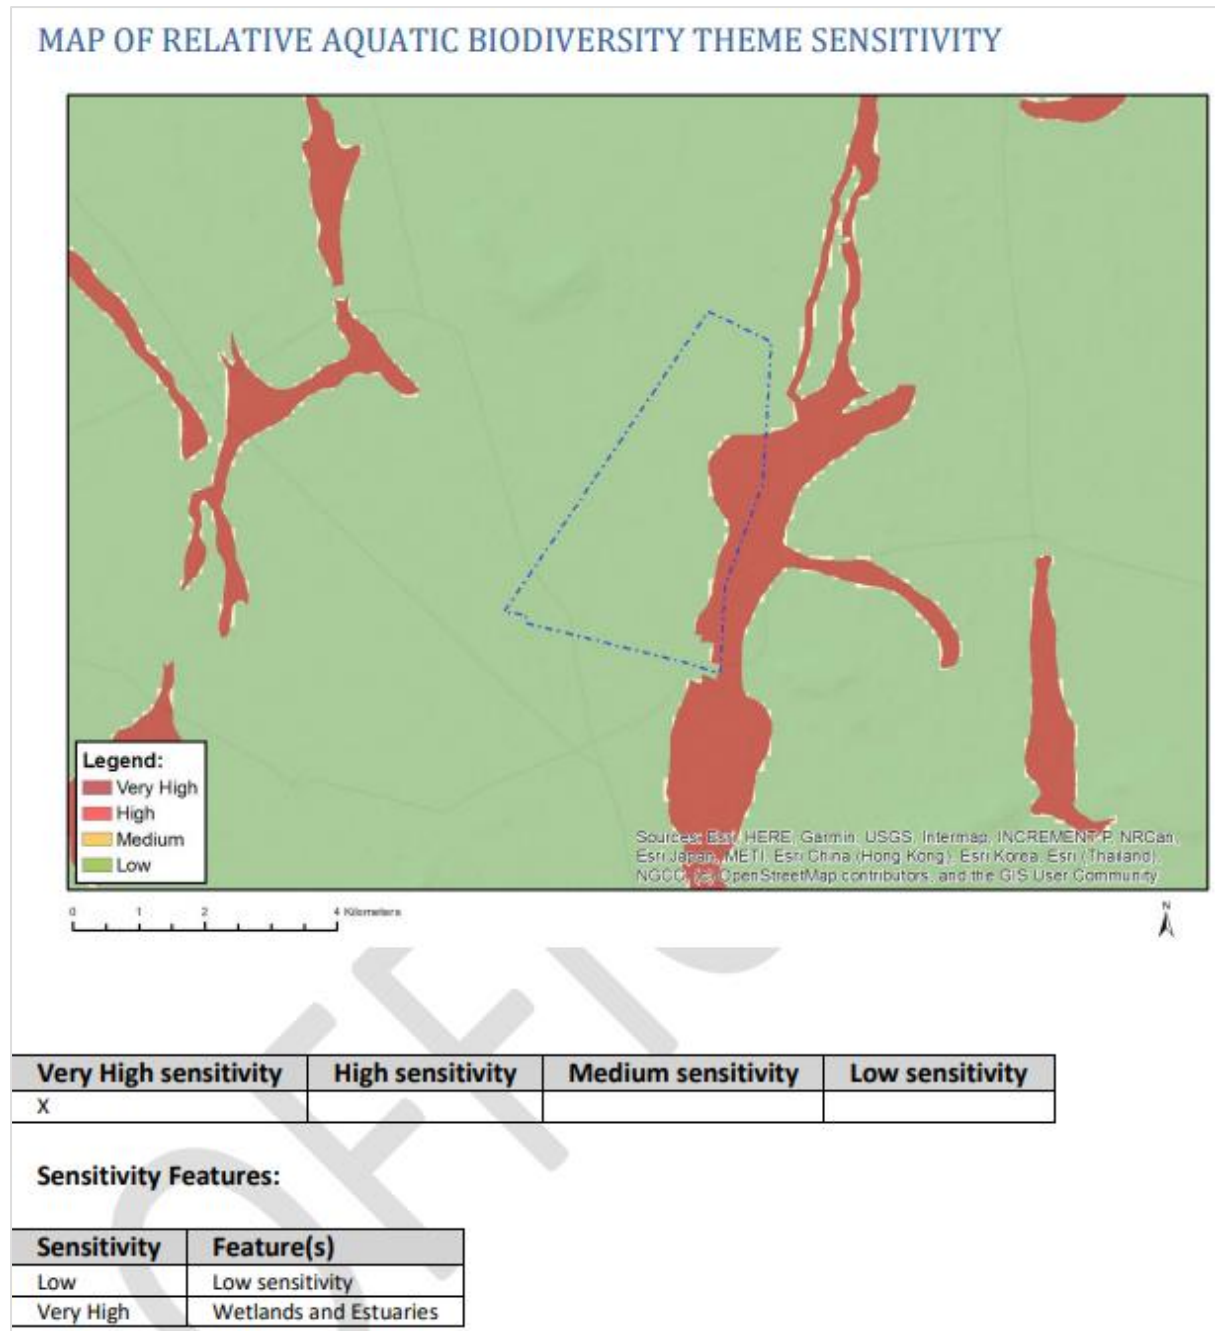 MAP OF RELATIVE AQUATIC BIODIVERSITY THEME SENSITIVITY
Legend:
Very High
High
Medium
Low
Sources: Esri, HERE, Garmin, USGS, Intermap, INCREMENT P, NRCan,
Esri Japan, METI, Esri China (Hong Kong), Esri Korea, Esri (Thailand),
NGCC, (c) OpenStreetMap contributors, and the GIS User Community
0 1 2 4 Kilometers
N
Very High sensitivity High sensitivity Medium sensitivity Low sensitivity
X
Sensitivity Features:
Sensitivity Feature(s)
Low Low sensitivity
Very High Wetlands and Estuaries